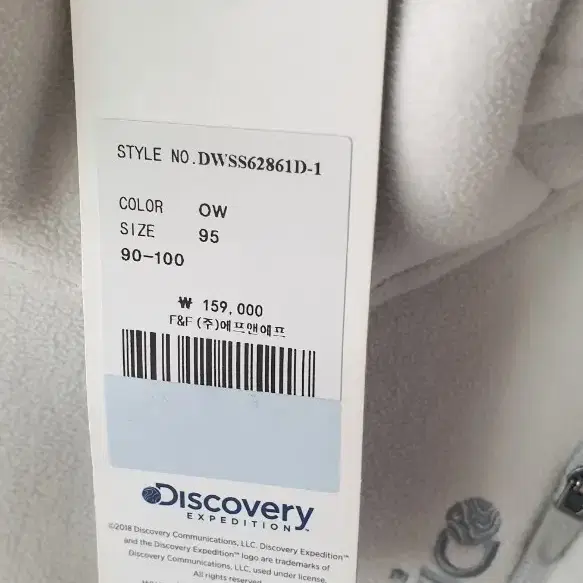 STYLE NO.DWSS62861D-1
COLOR OW
SIZE 95
90-100
₩ 159,000
F&F (주)에프앤에프
DISCOVERY
EXPEDITION™
©2018 Discovery Communications, LLC. Discovery Expedition™
and the Discovery Expedition™ logo are trademarks of
Discovery Communications, LLC, used under license.
All rights reserved.